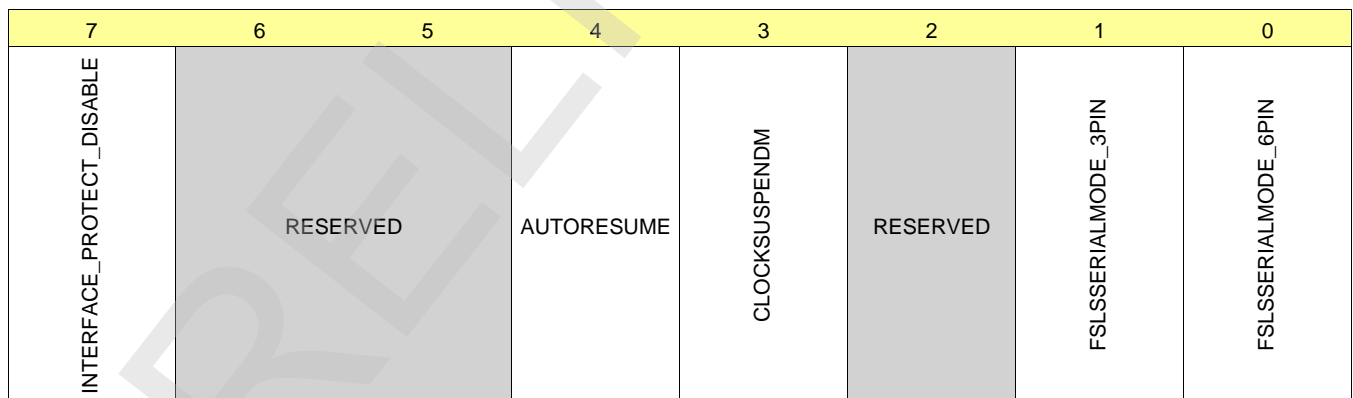 7 6 5 4 3 2 1 0
INTERFACE_PROTECT_DISABLE
RESERVED
AUTORESUME
CLOCKSUSPENDM
RESERVED
FSLSSERIALMODE_3PIN
FSLSSERIALMODE_6PIN